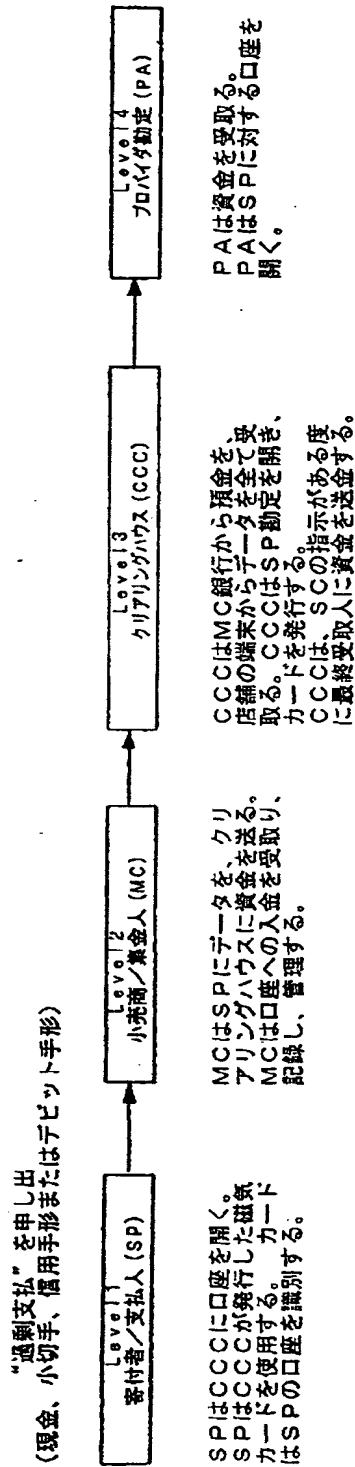 "過剰支払"を申し出
(現金、小切手、信用手形またはデビット手形)
Level1
寄付者/支払人(SP)
SPはCCCに口座を開く。
SPはCCCが発行した磁気
カードを使用する。 カード
はSPの口座を識別する。
Level2
小売商/集金人(MC)
MCはSPにデータを、クリ
アリングハウスに資金を送る。
MCは口座への入金を受取り、
記録し、管理する。
Level3
クリアリングハウス(CCC)
CCCはMC銀行から預金を、
店舗の端末からデータを全て受
取る。CCCはSP勘定を開き、
カードを発行する。
CCCは、SCの指示がある度
に最終受取人に資金を送金する。
Level4
プロバイダ勘定(PA)
PAは資金を受取る。
PAはSPに対する口座を
開く。